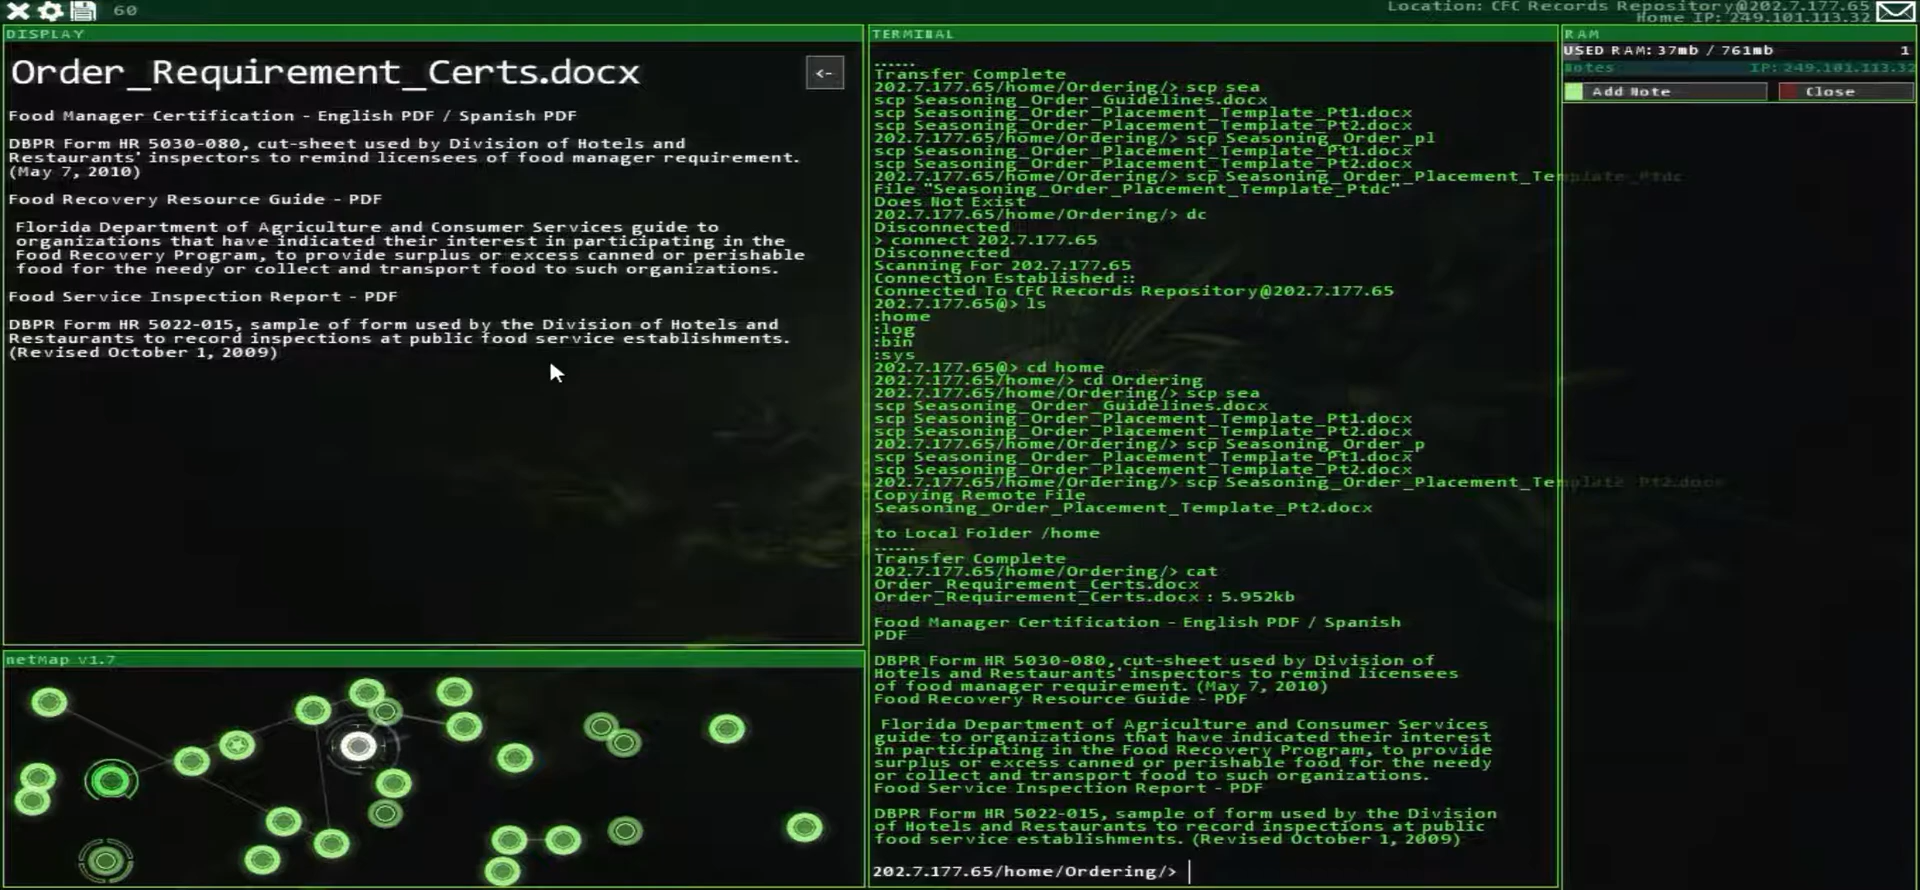 60
Location: CFC Records Repository@202.7.177.65
Home IP: 249.101.113.32
DISPLAY
Order_Requirement_Certs.docx
<-
Food Manager Certification - English PDF / Spanish PDF
DBPR Form HR 5030-080, cut-sheet used by Division of Hotels and
Restaurants' inspectors to remind licensees of food manager requirement.
(May 7, 2010)
Food Recovery Resource Guide - PDF
Florida Department of Agriculture and Consumer Services guide to
organizations that have indicated their interest in participating in the
Food Recovery Program, to provide surplus or excess canned or perishable
food for the needy or collect and transport food to such organizations.
Food Service Inspection Report - PDF
DBPR Form HR 5022-015, sample of form used by the Division of Hotels and
Restaurants to record inspections at public food service establishments.
(Revised October 1, 2009)
netMap v1.7
TERMINAL
......
Transfer Complete
202.7.177.65/home/Ordering/> scp sea
scp Seasoning_Order_Guidelines.docx
scp Seasoning_Order_Placement_Template_Pt1.docx
scp Seasoning_Order_Placement_Template_Pt2.docx
202.7.177.65/home/Ordering/> scp Seasoning_Order_pl
scp Seasoning_Order_Placement_Template_Pt1.docx
scp Seasoning_Order_Placement_Template_Pt2.docx
202.7.177.65/home/Ordering/> scp Seasoning_Order_Placement_Template_Ptdc
File "Seasoning_Order_Placement_Template_Ptdc"
Does Not Exist
202.7.177.65/home/Ordering/> dc
Disconnected
> connect 202.7.177.65
Disconnected
Scanning For 202.7.177.65
Connection Established ::
Connected To CFC Records Repository@202.7.177.65
202.7.177.65@> ls
:home
:log
:bin
:sys
202.7.177.65@> cd home
202.7.177.65/home/> cd Ordering
202.7.177.65/home/Ordering/> scp sea
scp Seasoning_Order_Guidelines.docx
scp Seasoning_Order_Placement_Template_Pt1.docx
scp Seasoning_Order_Placement_Template_Pt2.docx
202.7.177.65/home/Ordering/> scp Seasoning_Order_p
scp Seasoning_Order_Placement_Template_Pt1.docx
scp Seasoning_Order_Placement_Template_Pt2.docx
202.7.177.65/home/Ordering/> scp Seasoning_Order_Placement_Template_Pt2.docx
Copying Remote File
Seasoning_Order_Placement_Template_Pt2.docx
to Local Folder /home
......
Transfer Complete
202.7.177.65/home/Ordering/> cat
Order_Requirement_Certs.docx
Order_Requirement_Certs.docx : 5.952kb
Food Manager Certification - English PDF / Spanish
PDF
DBPR Form HR 5030-080, cut-sheet used by Division of
Hotels and Restaurants' inspectors to remind licensees
of food manager requirement. (May 7, 2010)
Food Recovery Resource Guide - PDF
Florida Department of Agriculture and Consumer Services
guide to organizations that have indicated their interest
in participating in the Food Recovery Program, to provide
surplus or excess canned or perishable food for the needy
or collect and transport food to such organizations.
Food Service Inspection Report - PDF
DBPR Form HR 5022-015, sample of form used by the Division
of Hotels and Restaurants to record inspections at public
food service establishments. (Revised October 1, 2009)
202.7.177.65/home/Ordering/>
RAM
USED RAM: 37mb / 761mb 1
Notes IP: 249.101.113.32
Add Note Close